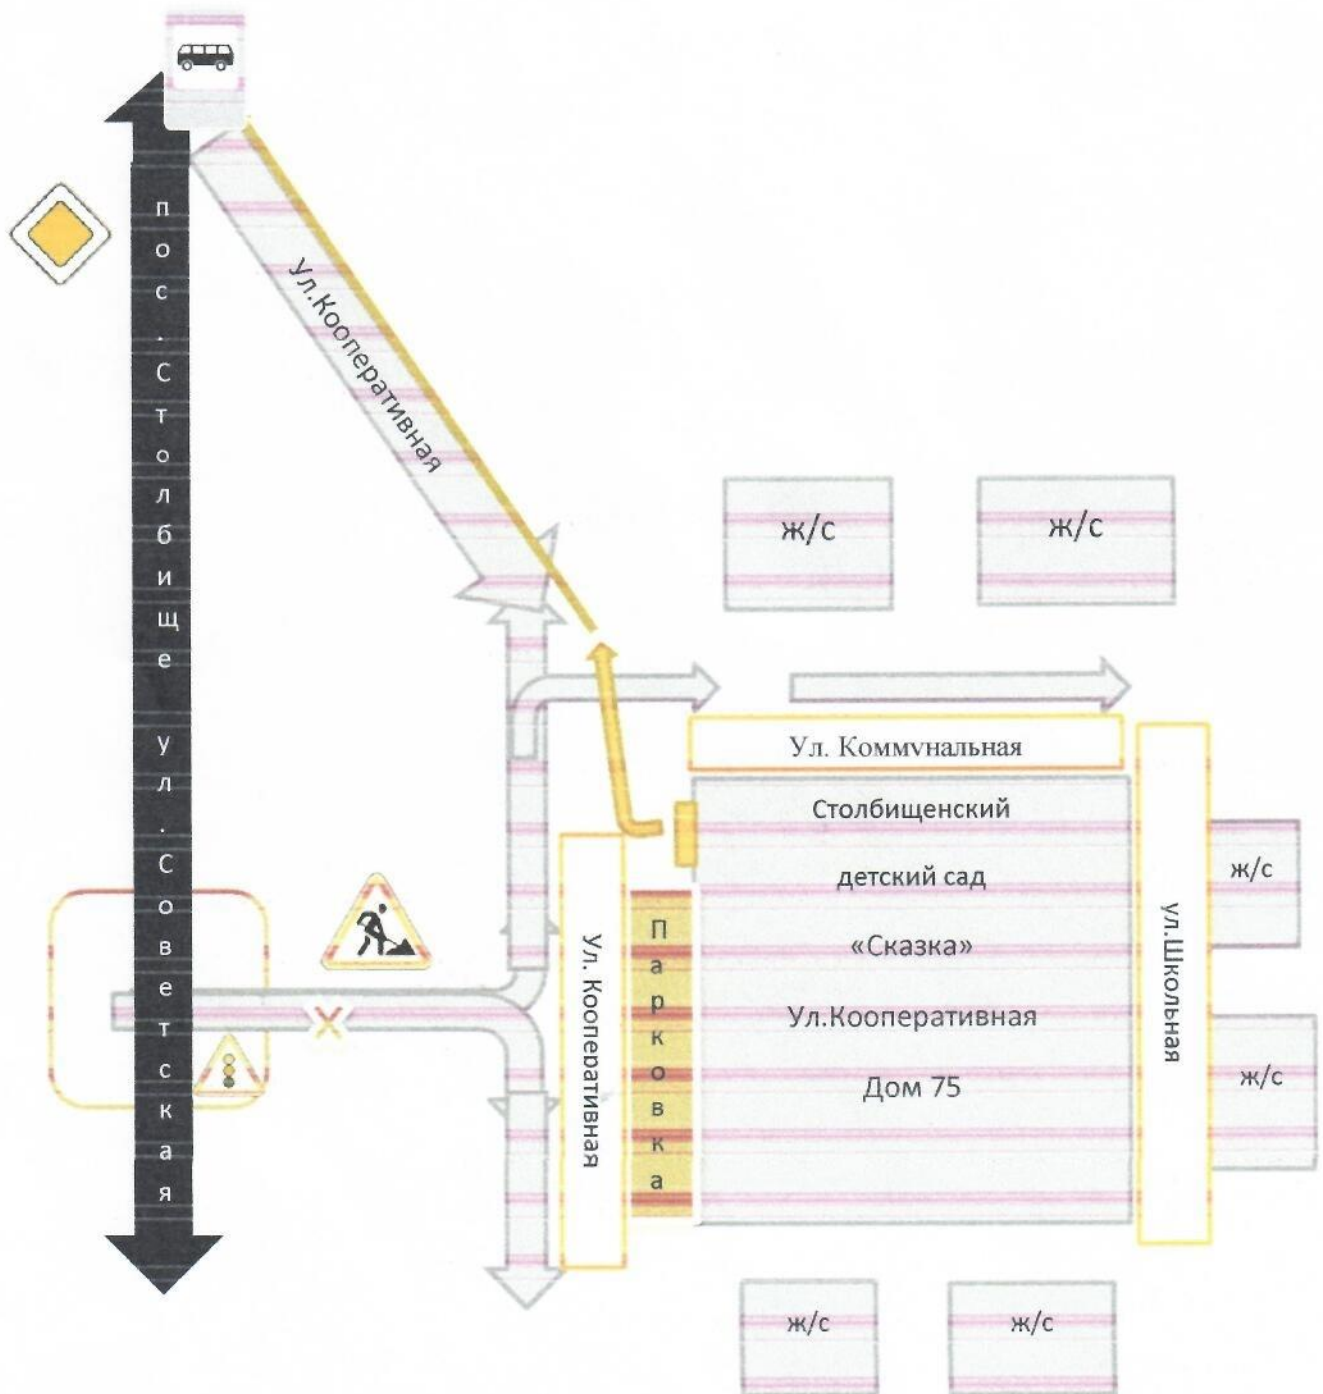 пос.Столбище ул.Советская
Ул.Кооперативная
ж/с
ж/с
Ул. Коммунальная
Столбищенский
детский сад
«Сказка»
Ул.Кооперативная
Дом 75
Ул. Кооперативная
Парковка
ул.Школьная
ж/с
ж/с
ж/с
ж/с